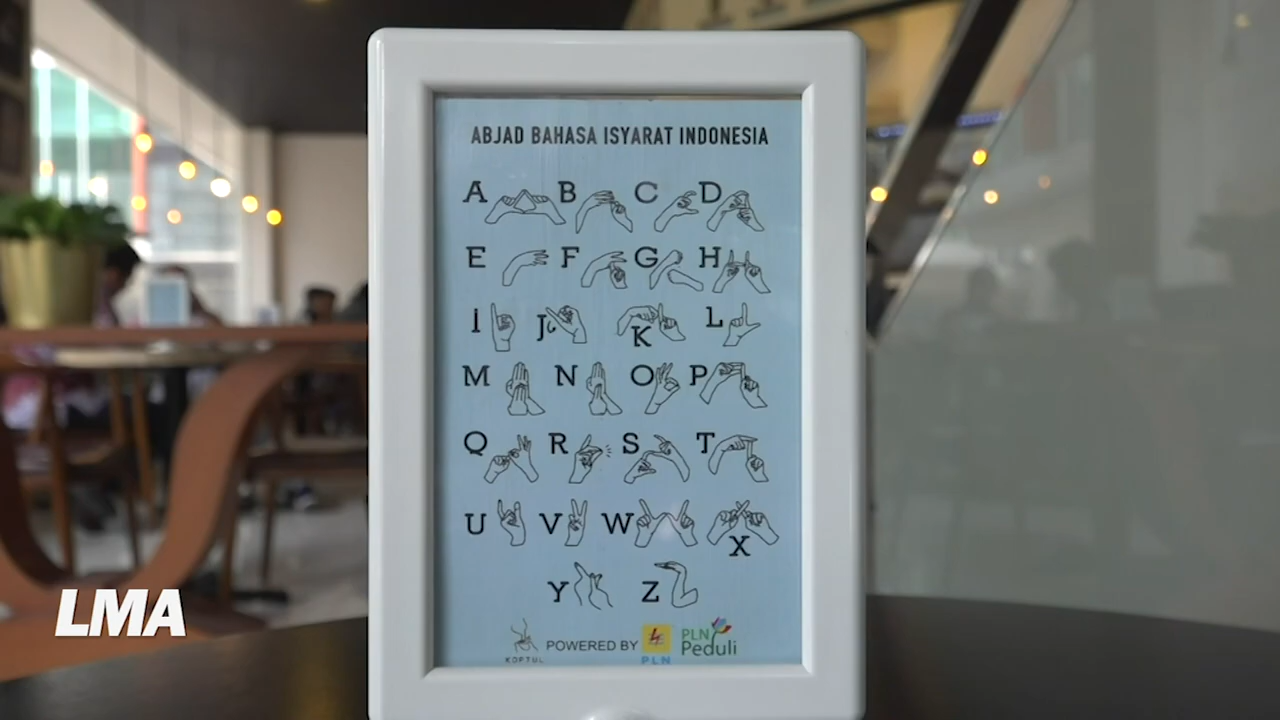 ABJAD BAHASA ISYARAT INDONESIA
A B C D
E F G H
I J K L
M N O P
Q R S T
U V W X
Y Z
KOPTUL POWERED BY PLN PLN Peduli
LMA